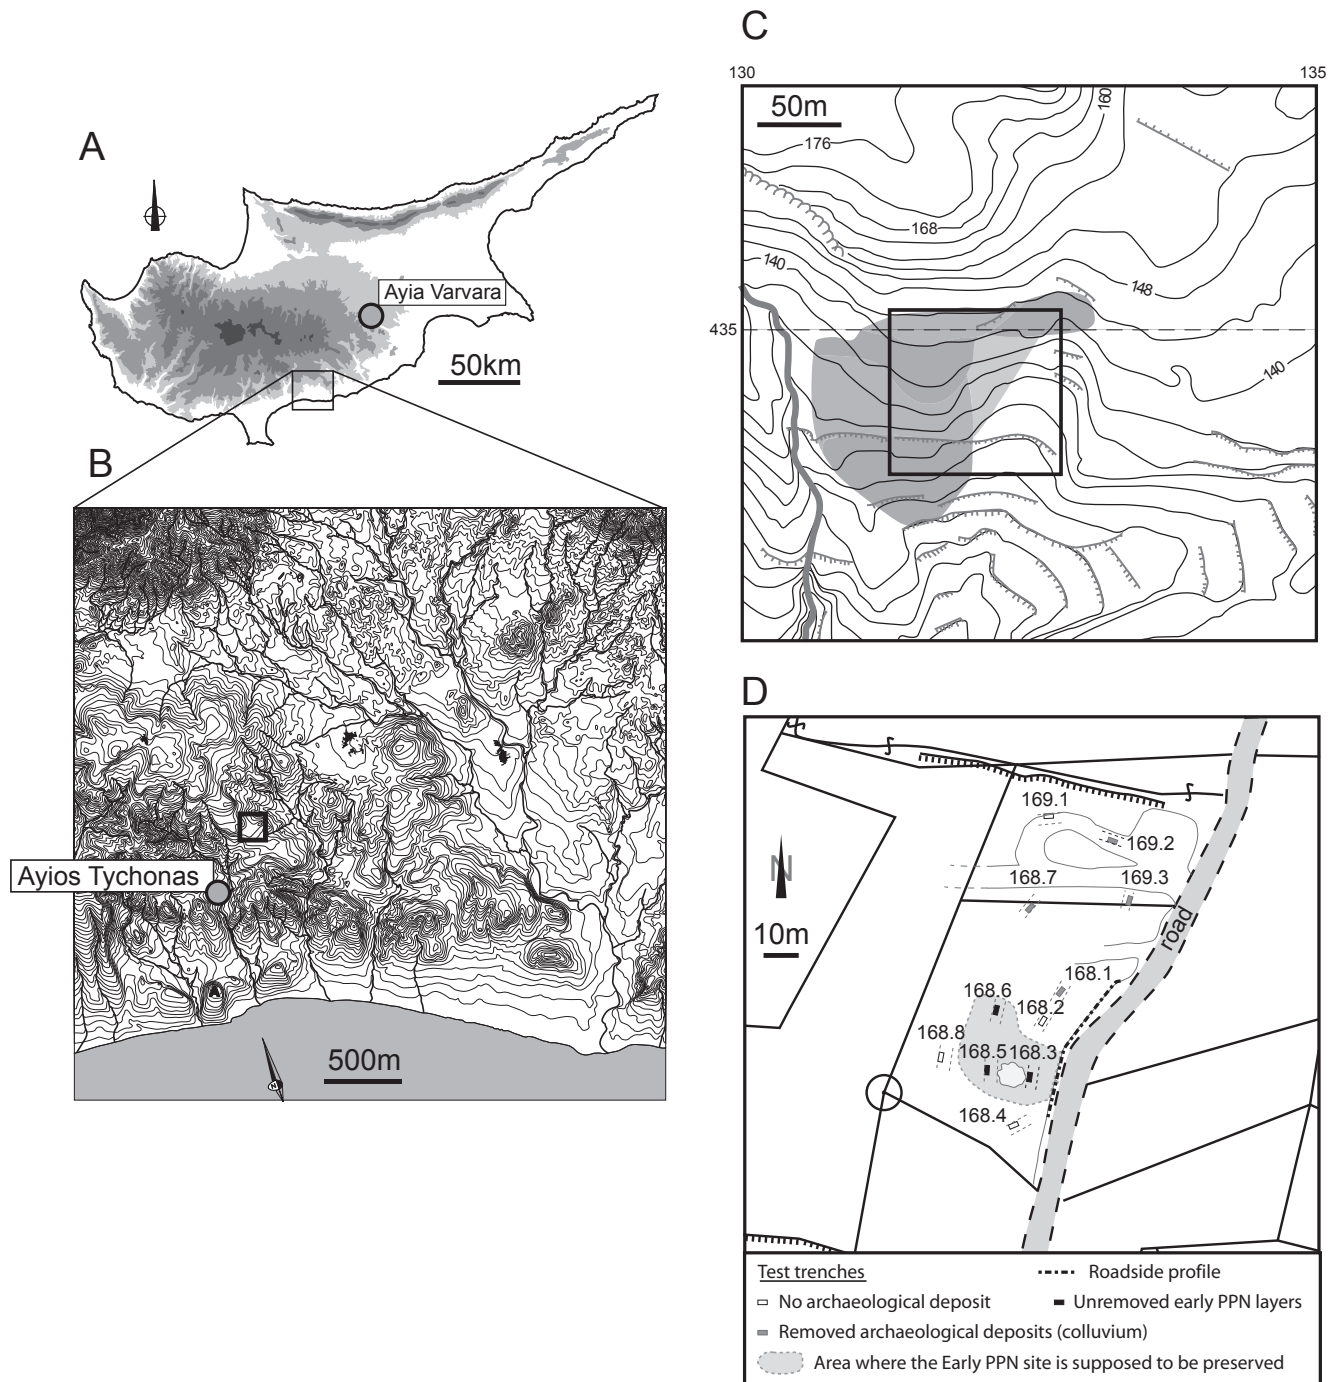 A
Ayia Varvara
50km
B
Ayios Tychonas
500m
N
C
130
135
50m
176
160
168
140
148
435
140
D
169.1
169.2
N
168.7
169.3
10m
road
168.1
168.6
168.2
168.8
168.5
168.3
168.4
Test trenches
Roadside profile
No archaeological deposit
Unremoved early PPN layers
Removed archaeological deposits (colluvium)
Area where the Early PPN site is supposed to be preserved